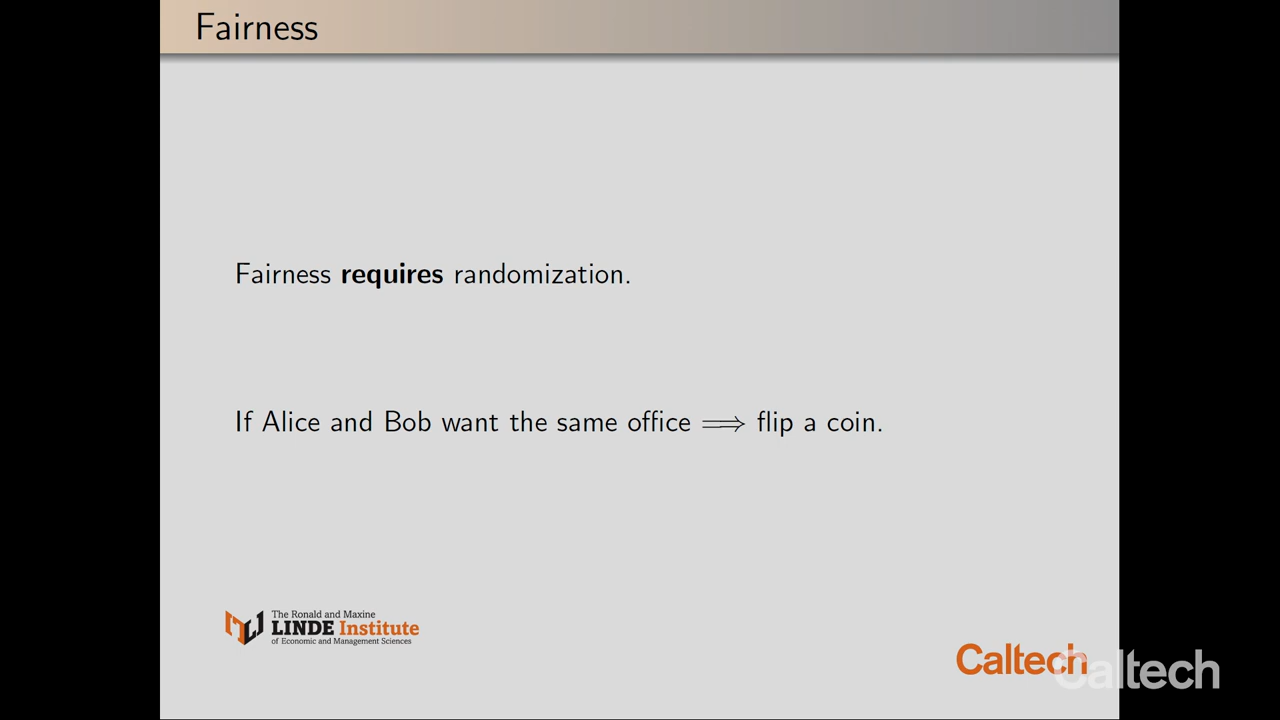 Fairness
Fairness requires randomization.
If Alice and Bob want the same office ⟹ flip a coin.
The Ronald and Maxine
LINDE Institute
of Economic and Management Sciences
Caltech
Caltech